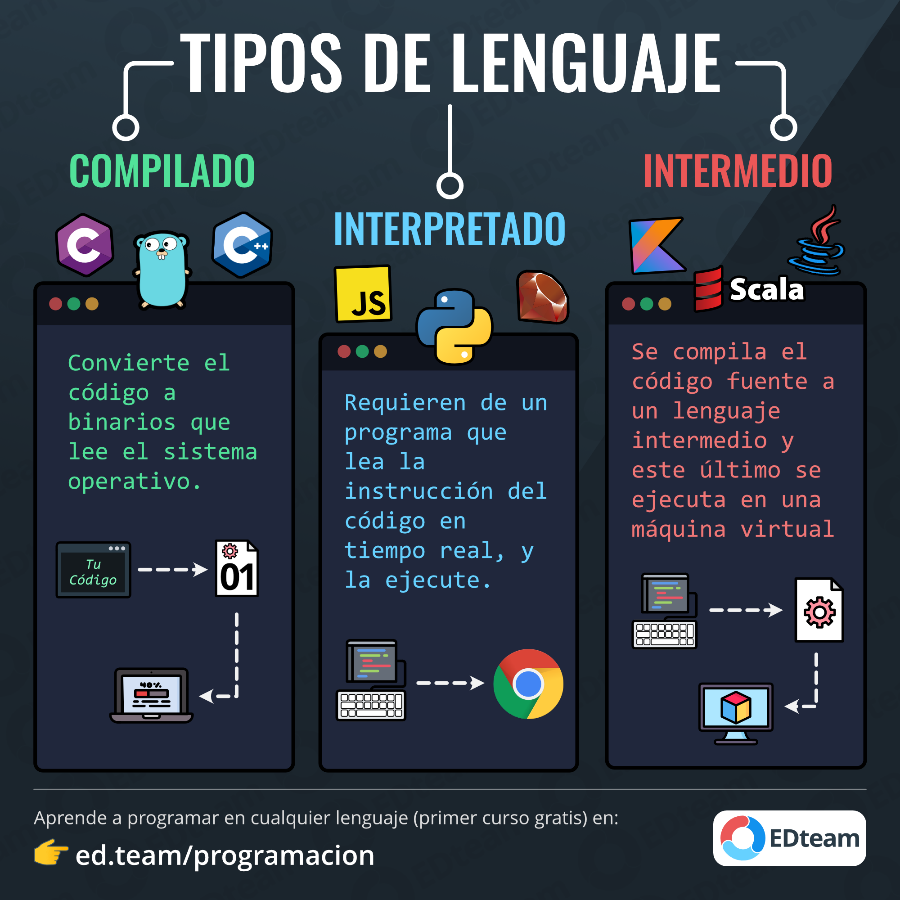 TIPOS DE LENGUAJE
COMPILADO
C
C++
Convierte el
código a
binarios que
lee el sistema
operativo.
Tu
Código
01
40%
INTERPRETADO
JS
Requieren de un
programa que
lea la
instrucción del
código en
tiempo real, y
la ejecute.
INTERMEDIO
Scala
Se compila el
código fuente a
un lenguaje
intermedio y
este último se
ejecuta en una
máquina virtual
Aprende a programar en cualquier lenguaje (primer curso gratis) en:
ed.team/programacion
EDteam